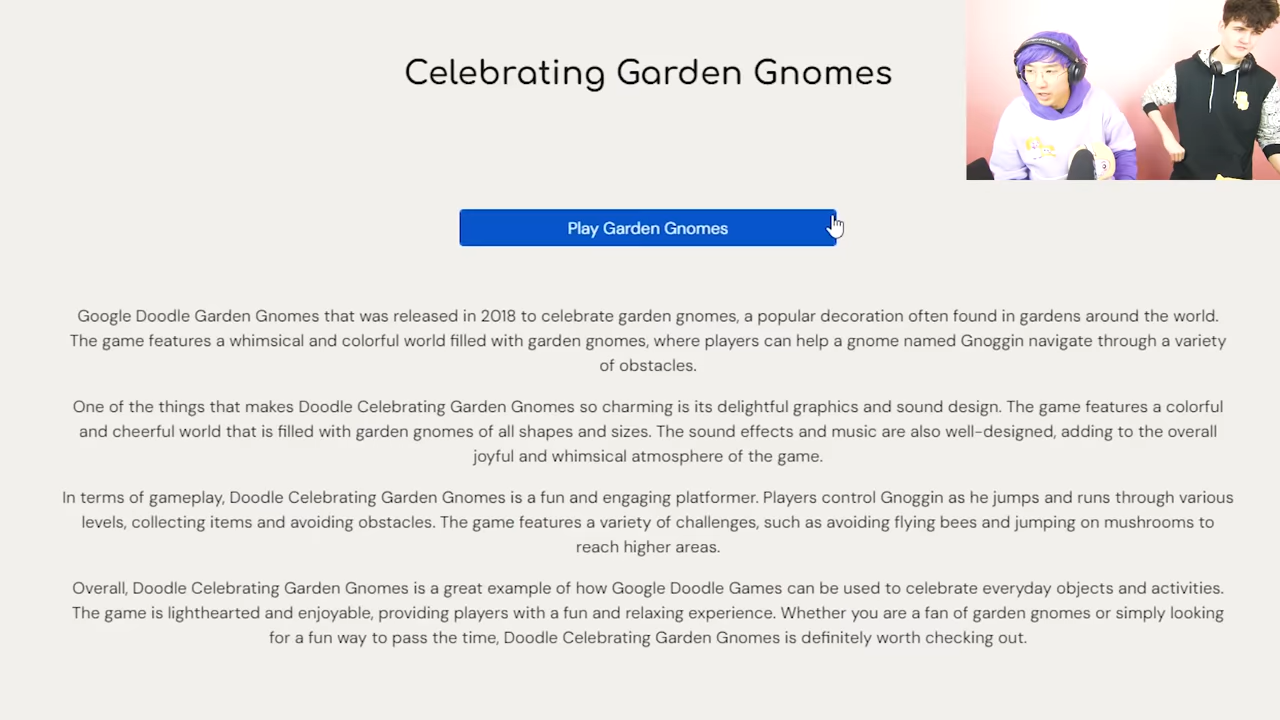 Celebrating Garden Gnomes
Play Garden Gnomes
Google Doodle Garden Gnomes that was released in 2018 to celebrate garden gnomes, a popular decoration often found in gardens around the world.
The game features a whimsical and colorful world filled with garden gnomes, where players can help a gnome named Gnoggin navigate through a variety
of obstacles.
One of the things that makes Doodle Celebrating Garden Gnomes so charming is its delightful graphics and sound design. The game features a colorful
and cheerful world that is filled with garden gnomes of all shapes and sizes. The sound effects and music are also well-designed, adding to the overall
joyful and whimsical atmosphere of the game.
In terms of gameplay, Doodle Celebrating Garden Gnomes is a fun and engaging platformer. Players control Gnoggin as he jumps and runs through various
levels, collecting items and avoiding obstacles. The game features a variety of challenges, such as avoiding flying bees and jumping on mushrooms to
reach higher areas.
Overall, Doodle Celebrating Garden Gnomes is a great example of how Google Doodle Games can be used to celebrate everyday objects and activities.
The game is lighthearted and enjoyable, providing players with a fun and relaxing experience. Whether you are a fan of garden gnomes or simply looking
for a fun way to pass the time, Doodle Celebrating Garden Gnomes is definitely worth checking out.